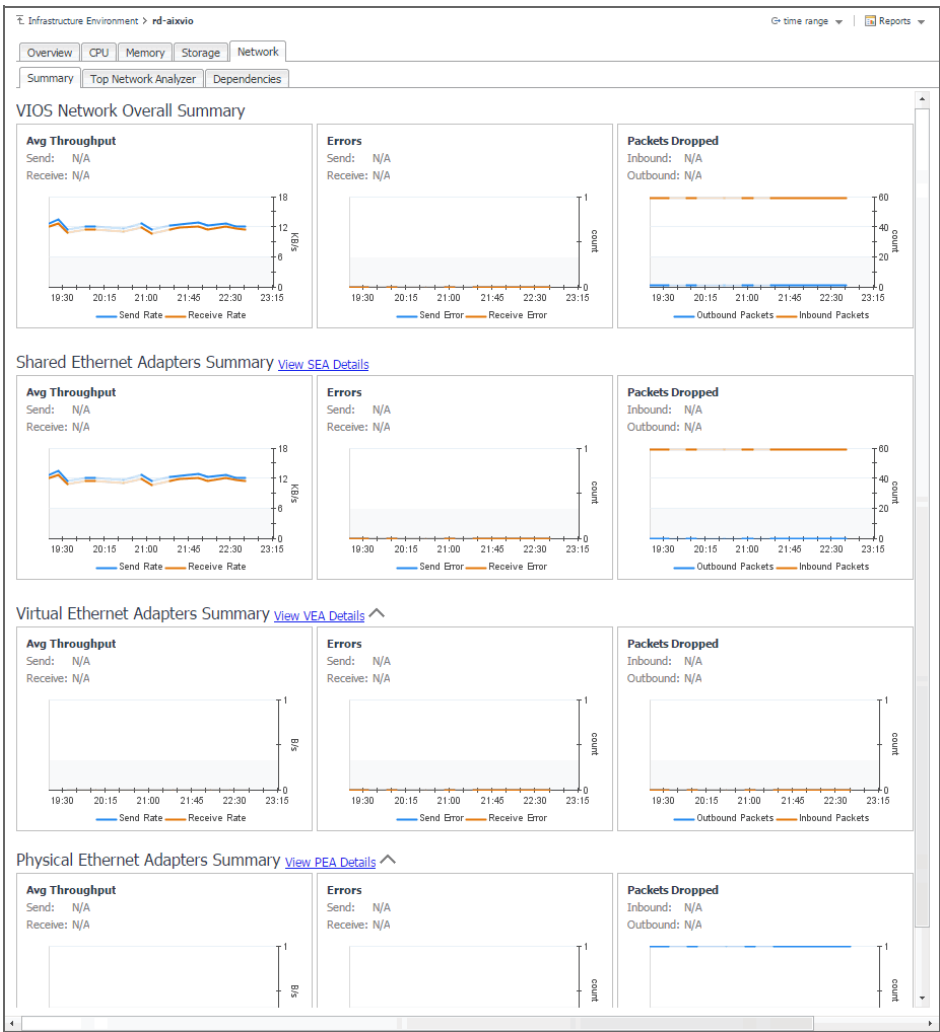 Infrastructure Environment > rd-aixvio
time range
Reports
Overview CPU Memory Storage Network
Summary Top Network Analyzer Dependencies
VIOS Network Overall Summary
Avg Throughput
Send: N/A
Receive: N/A
18
12
6
0
KB/s
19:30 20:15 21:00 21:45 22:30 23:15
Send Rate Receive Rate
Errors
Send: N/A
Receive: N/A
1
0
count
19:30 20:15 21:00 21:45 22:30 23:15
Send Error Receive Error
Packets Dropped
Inbound: N/A
Outbound: N/A
60
40
20
0
count
19:30 20:15 21:00 21:45 22:30 23:15
Outbound Packets Inbound Packets
Shared Ethernet Adapters Summary View SEA Details
Avg Throughput
Send: N/A
Receive: N/A
18
12
6
0
KB/s
19:30 20:15 21:00 21:45 22:30 23:15
Send Rate Receive Rate
Errors
Send: N/A
Receive: N/A
1
0
count
19:30 20:15 21:00 21:45 22:30 23:15
Send Error Receive Error
Packets Dropped
Inbound: N/A
Outbound: N/A
60
40
20
0
count
19:30 20:15 21:00 21:45 22:30 23:15
Outbound Packets Inbound Packets
Virtual Ethernet Adapters Summary View VEA Details
Avg Throughput
Send: N/A
Receive: N/A
1
0
B/s
19:30 20:15 21:00 21:45 22:30 23:15
Send Rate Receive Rate
Errors
Send: N/A
Receive: N/A
1
0
count
19:30 20:15 21:00 21:45 22:30 23:15
Send Error Receive Error
Packets Dropped
Inbound: N/A
Outbound: N/A
1
0
count
19:30 20:15 21:00 21:45 22:30 23:15
Outbound Packets Inbound Packets
Physical Ethernet Adapters Summary View PEA Details
Avg Throughput
Send: N/A
Receive: N/A
1
B/s
Errors
Send: N/A
Receive: N/A
1
count
Packets Dropped
Inbound: N/A
Outbound: N/A
1
count